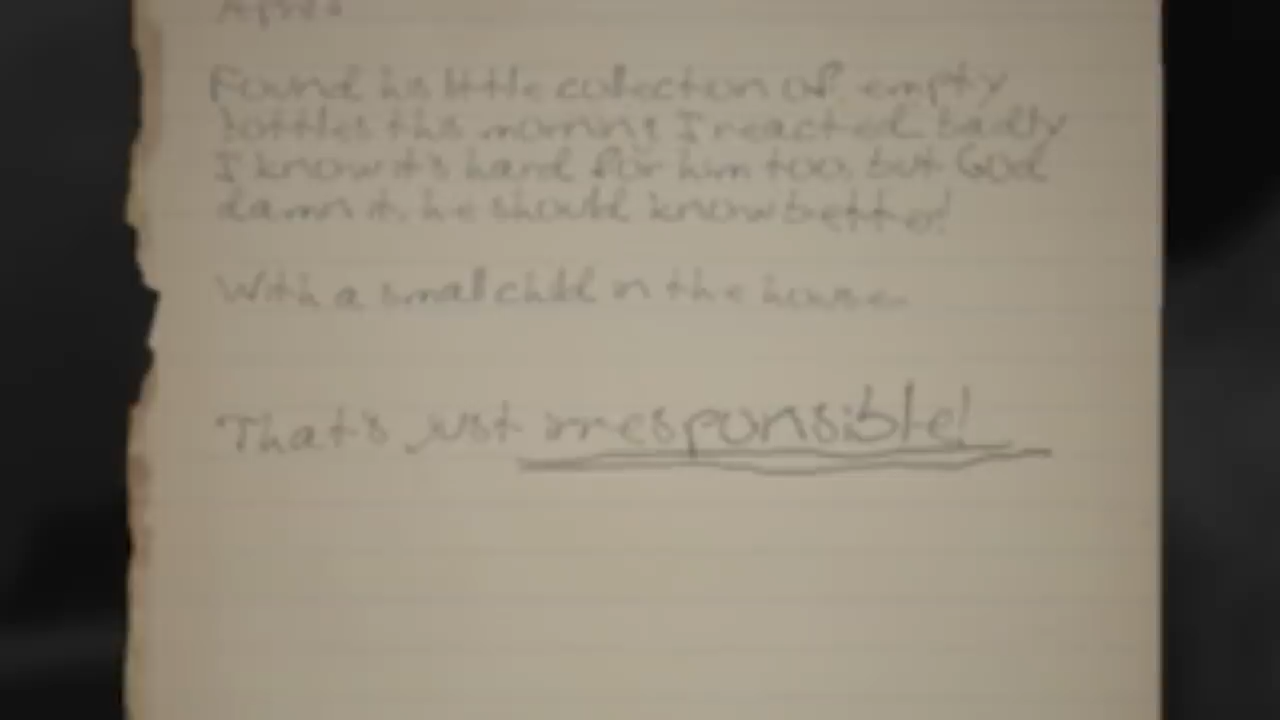 Found his little collection of empty
bottles this morning I reacted badly
I know it's hard for him too, but God
damn it, he should know better!
With a small child in the house.
That's just irresponsible!